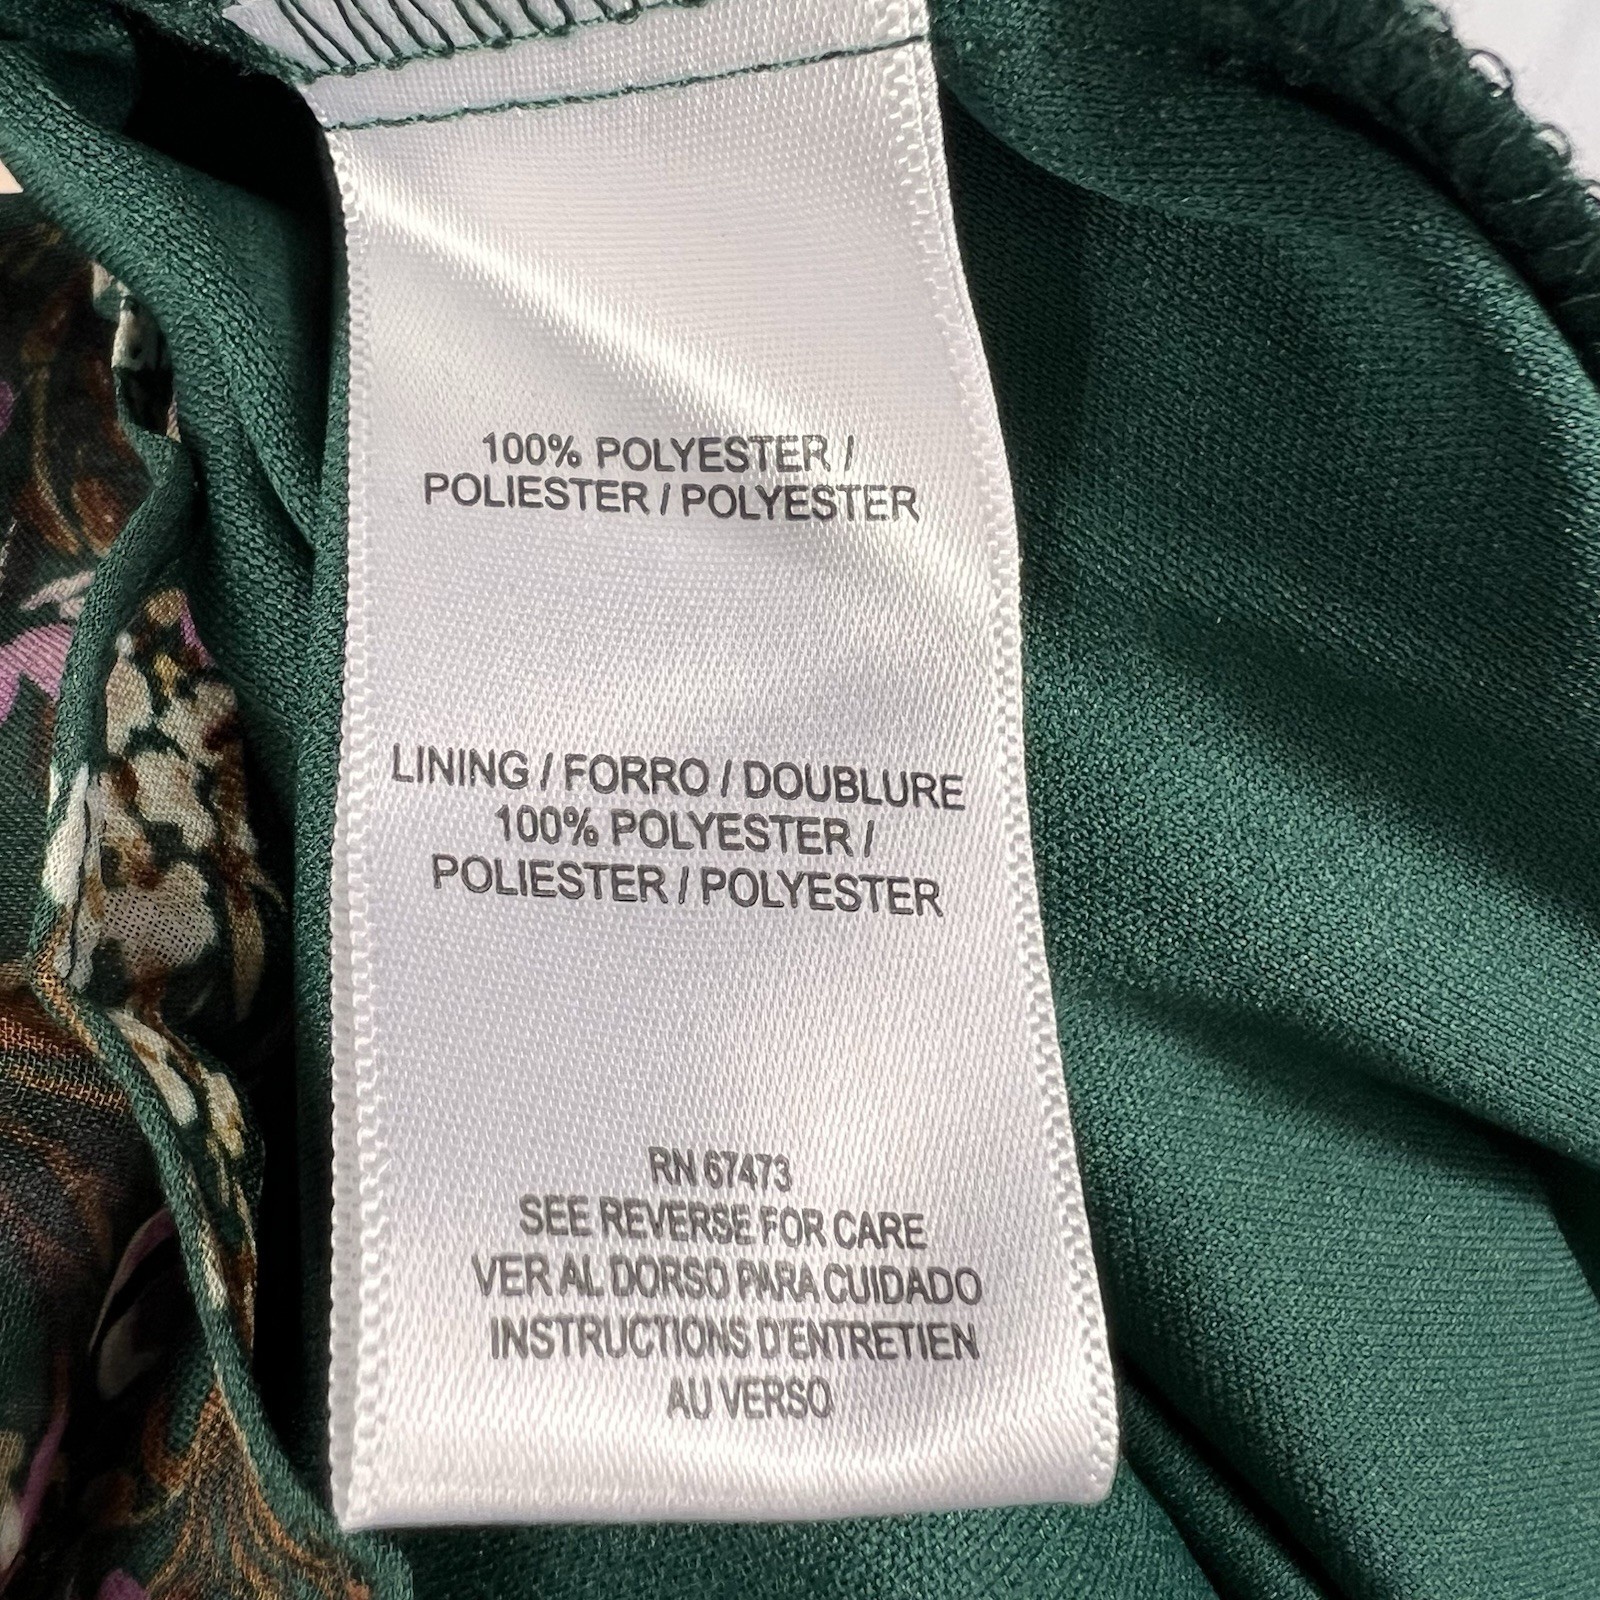 100% POLYESTER /
POLIESTER / POLYESTER
LINING / FORRO / DOUBLURE
100% POLYESTER /
POLIESTER / POLYESTER
RN 67473
SEE REVERSE FOR CARE
VER AL DORSO PARA CUIDADO
INSTRUCTIONS D'ENTRETIEN
AU VERSO